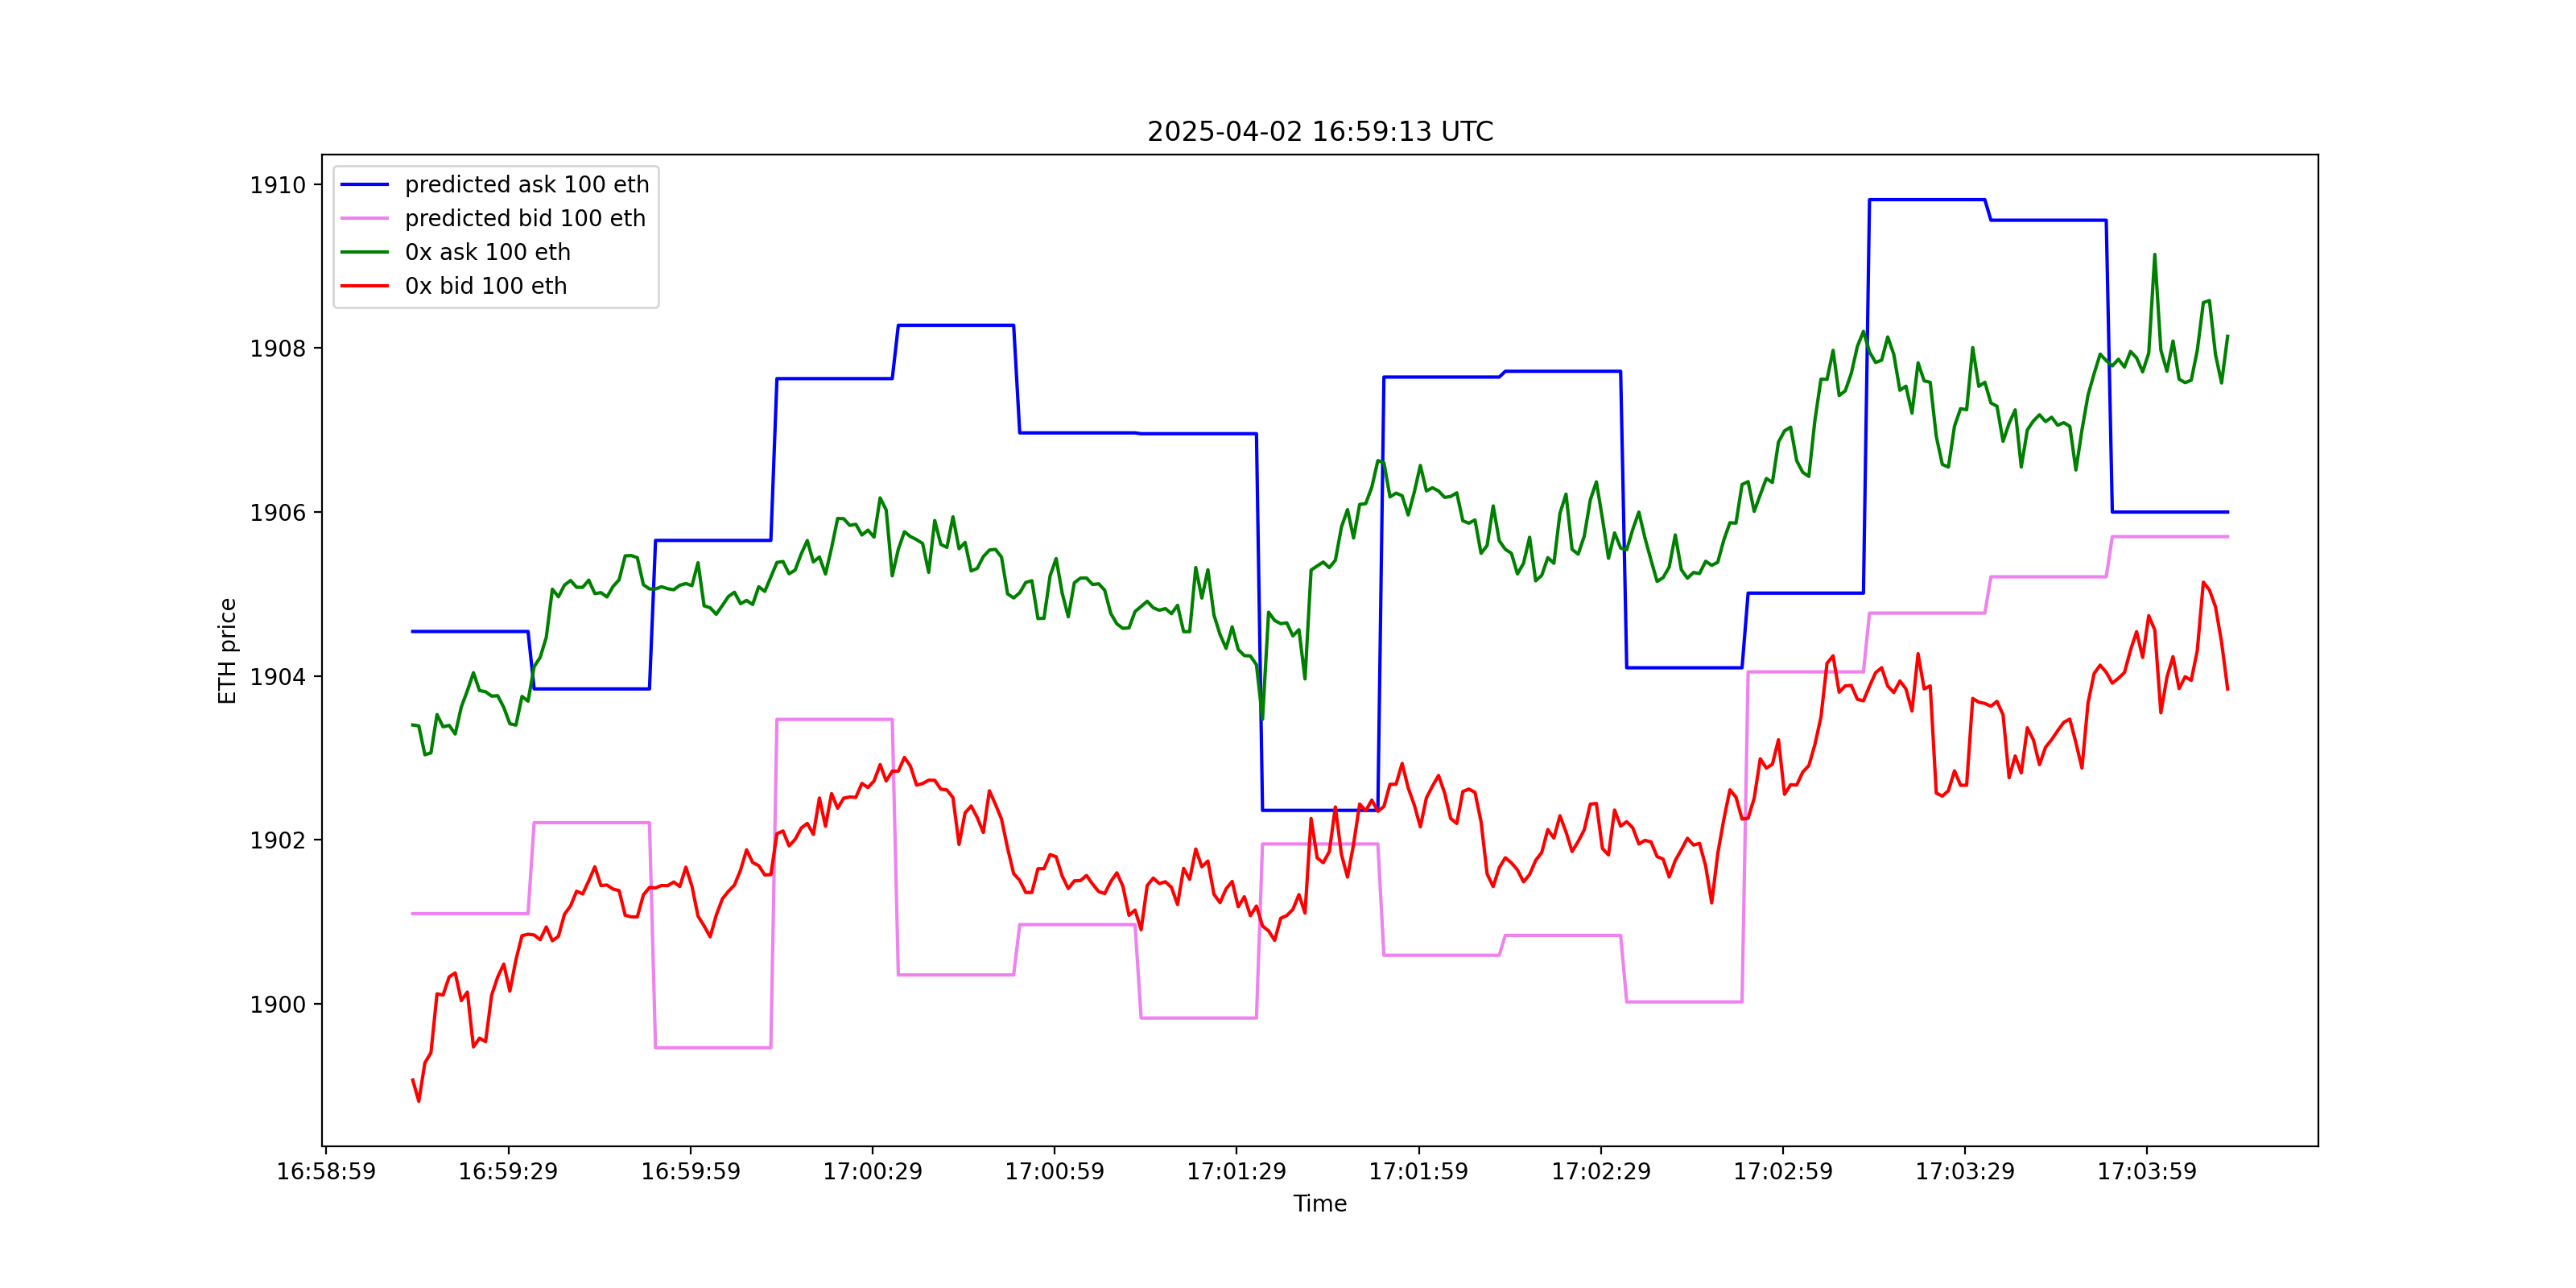 2025-04-02 16:59:13 UTC
predicted ask 100 eth
predicted bid 100 eth
0x ask 100 eth
0x bid 100 eth
ETH price
1910
1908
1906
1904
1902
1900
16:58:59 16:59:29 16:59:59 17:00:29 17:00:59 17:01:29 17:01:59 17:02:29 17:02:59 17:03:29 17:03:59
Time